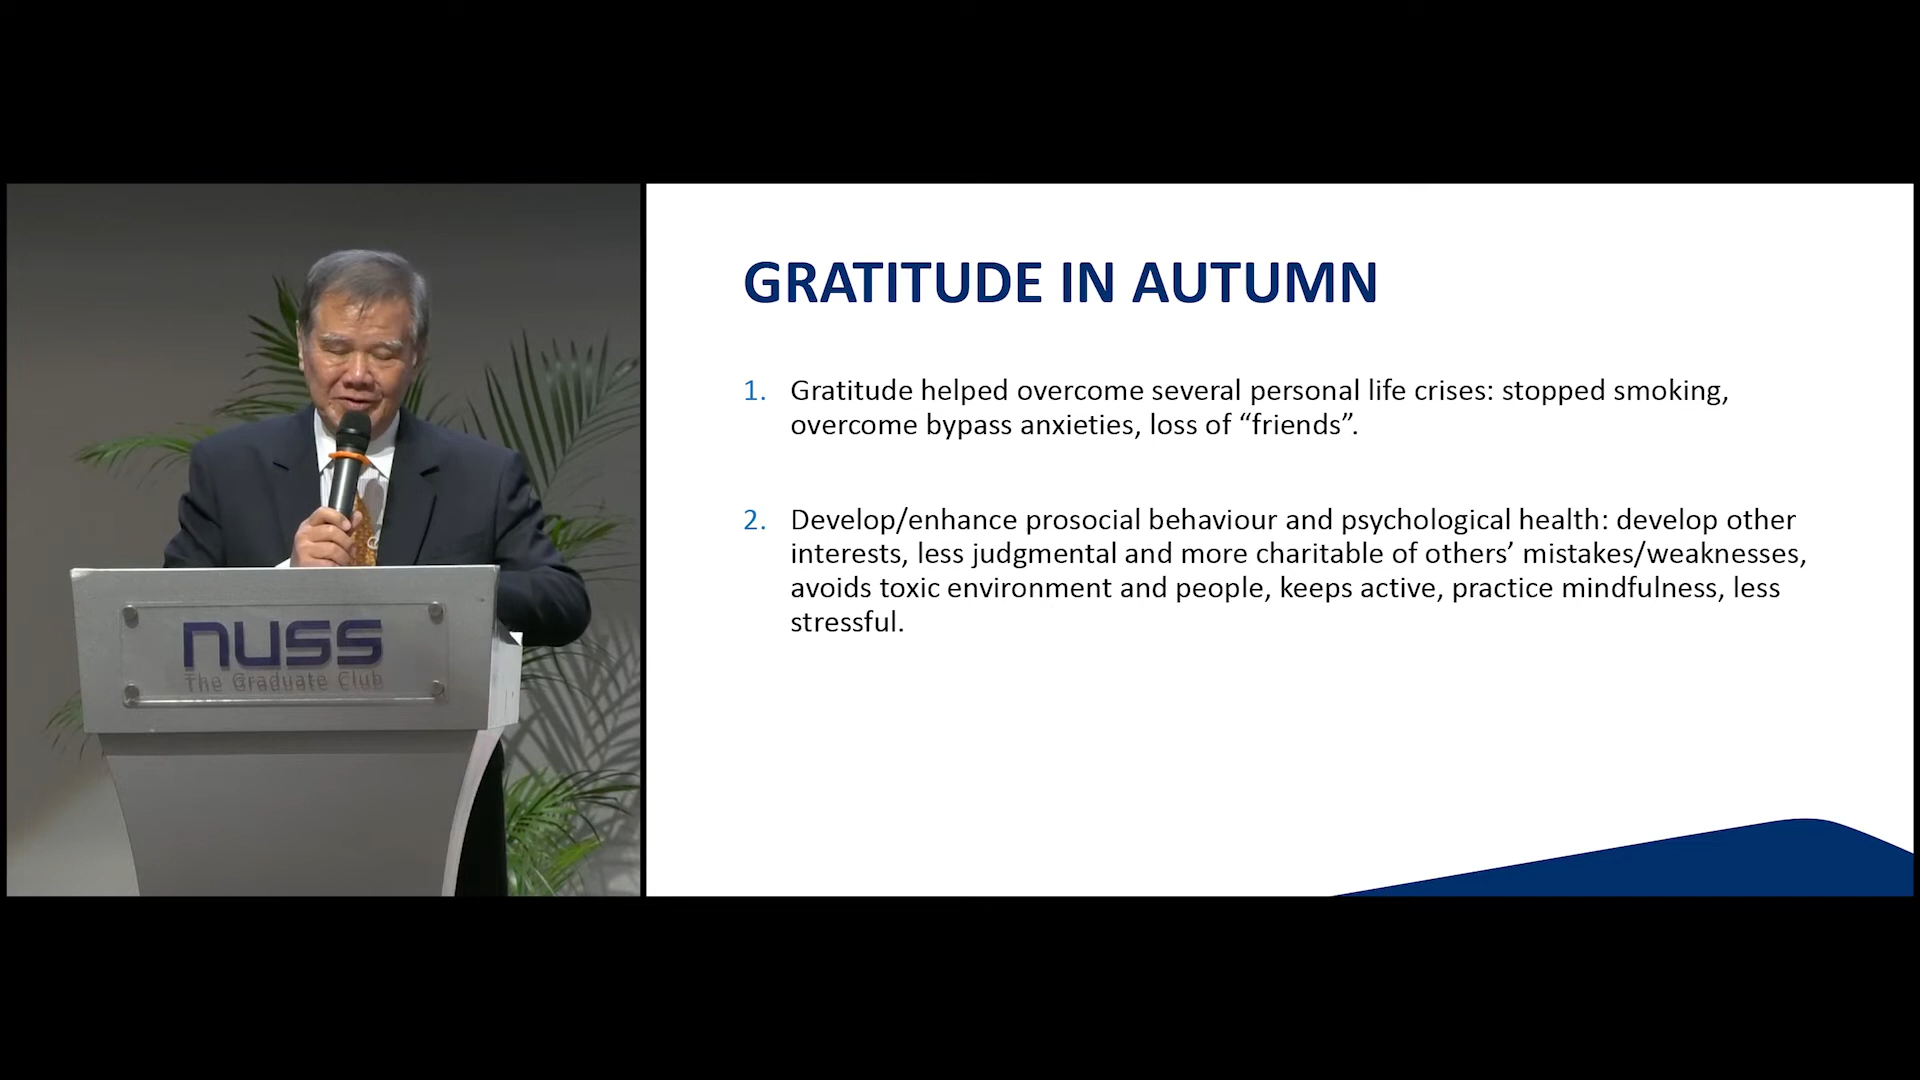 nuss
The Graduate Club
GRATITUDE IN AUTUMN
1. Gratitude helped overcome several personal life crises: stopped smoking,
overcome bypass anxieties, loss of “friends”.
2. Develop/enhance prosocial behaviour and psychological health: develop other
interests, less judgmental and more charitable of others’ mistakes/weaknesses,
avoids toxic environment and people, keeps active, practice mindfulness, less
stressful.